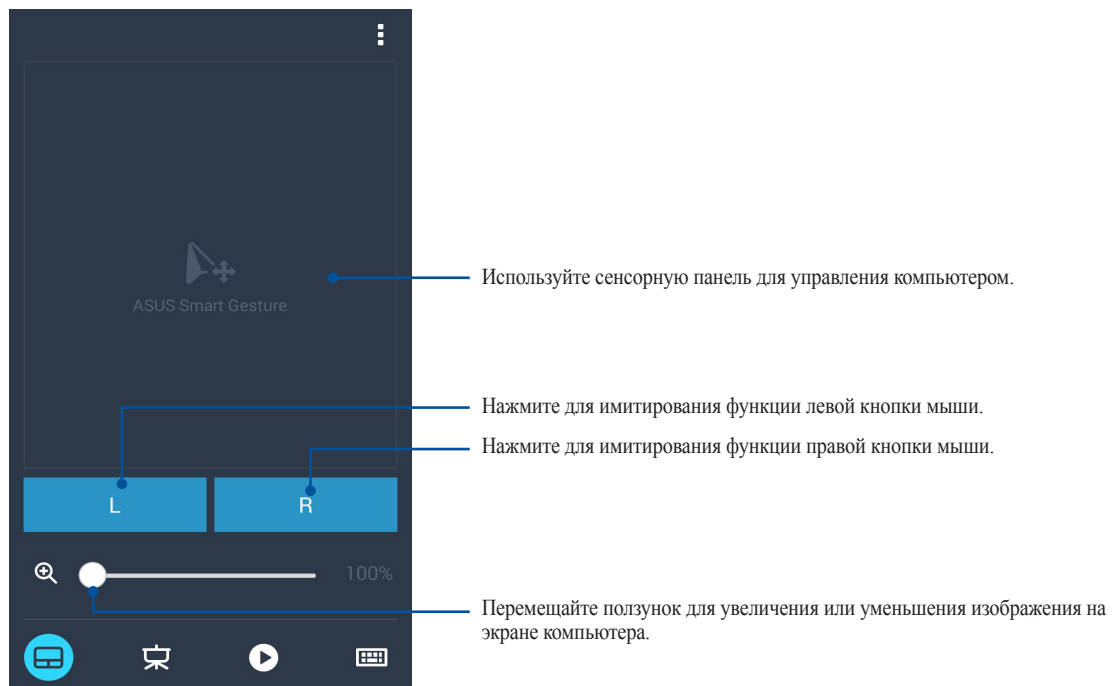 Используйте сенсорную панель для управления компьютером.
ASUS Smart Gesture
Нажмите для имитирования функции левой кнопки мыши.
Нажмите для имитирования функции правой кнопки мыши.
L
R
100%
Перемещайте ползунок для увеличения или уменьшения изображения на
экране компьютера.